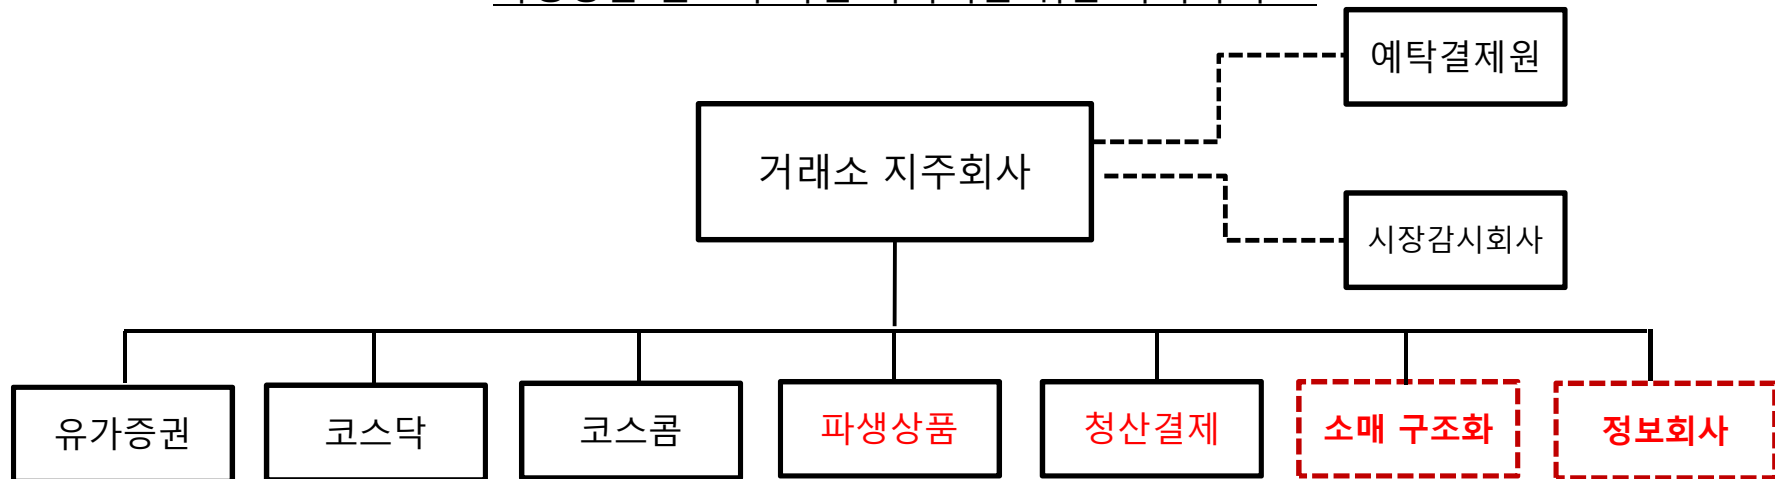 예탁결제원
거래소 지주회사
시장감시회사
유가증권
코스닥
코스콤
파생상품
청산결제
소매 구조화
정보회사